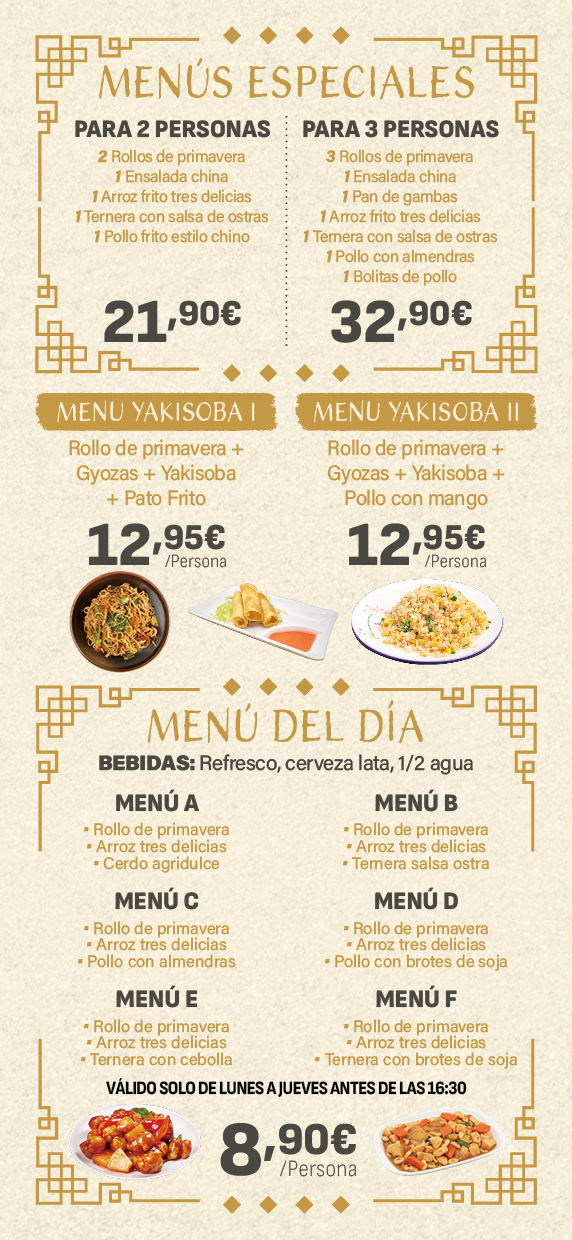 MENÚS ESPECIALES
PARA 2 PERSONAS
2 Rollos de primavera
1 Ensalada china
1 Arroz frito tres delicias
1 Ternera con salsa de ostras
1 Pollo frito estilo chino
21,90€
PARA 3 PERSONAS
3 Rollos de primavera
1 Ensalada china
1 Pan de gambas
1 Arroz frito tres delicias
1 Ternera con salsa de ostras
1 Pollo con almendras
1 Bolitas de pollo
32,90€
MENU YAKISOBA I
Rollo de primavera +
Gyozas + Yakisoba
+ Pato Frito
12,95€
/Persona
MENU YAKISOBA II
Rollo de primavera +
Gyozas + Yakisoba +
Pollo con mango
12,95€
/Persona
MENÚ DEL DÍA
BEBIDAS: Refresco, cerveza lata, 1/2 agua
MENÚ A
• Rollo de primavera
• Arroz tres delicias
• Cerdo agridulce
MENÚ B
• Rollo de primavera
• Arroz tres delicias
• Ternera salsa ostra
MENÚ C
• Rollo de primavera
• Arroz tres delicias
• Pollo con almendras
MENÚ D
• Rollo de primavera
• Arroz tres delicias
• Pollo con brotes de soja
MENÚ E
• Rollo de primavera
• Arroz tres delicias
• Ternera con cebolla
MENÚ F
• Rollo de primavera
• Arroz tres delicias
• Ternera con brotes de soja
VÁLIDO SOLO DE LUNES A JUEVES ANTES DE LAS 16:30
8,90€
/Persona